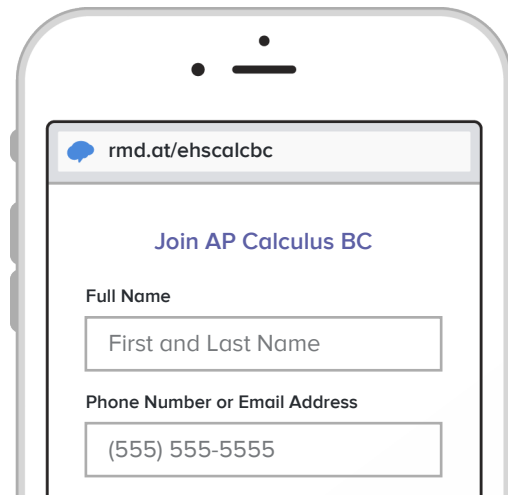 rmd.at/ehscalcbc
Join AP Calculus BC
Full Name
First and Last Name
Phone Number or Email Address
(555) 555-5555